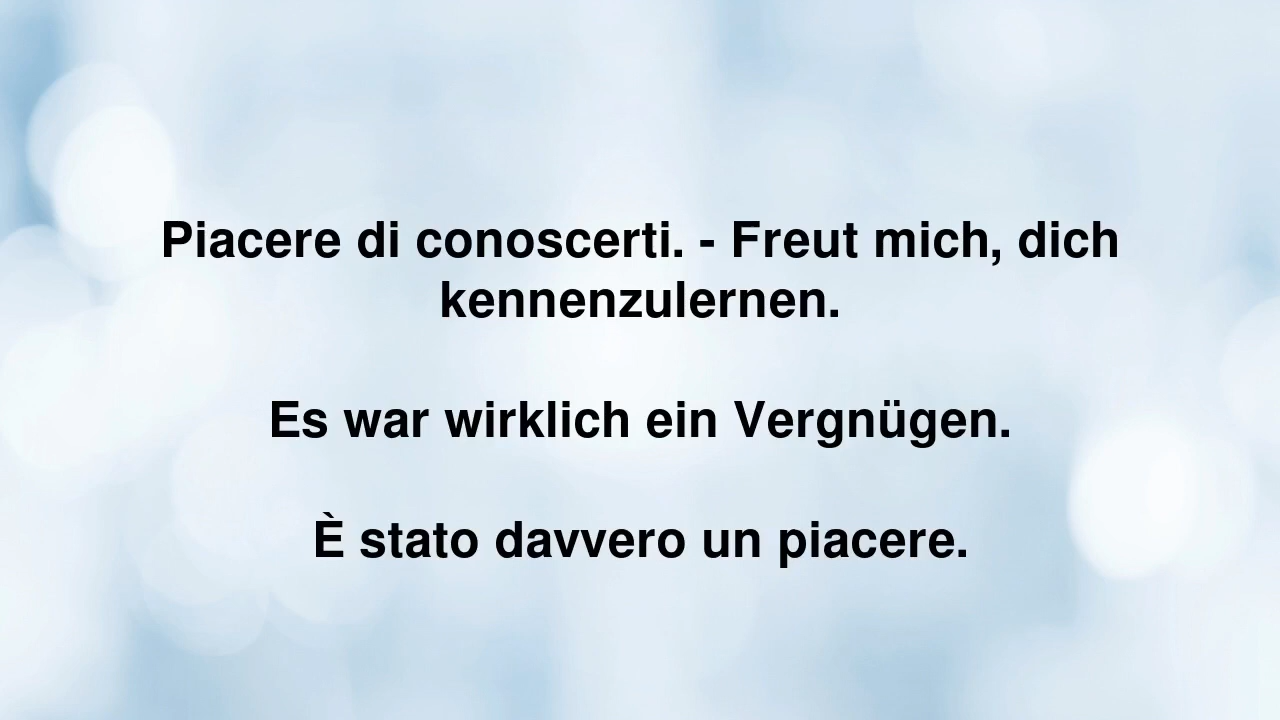 Piacere di conoscerti. - Freut mich, dich
kennenzulernen.
Es war wirklich ein Vergnügen.
È stato davvero un piacere.